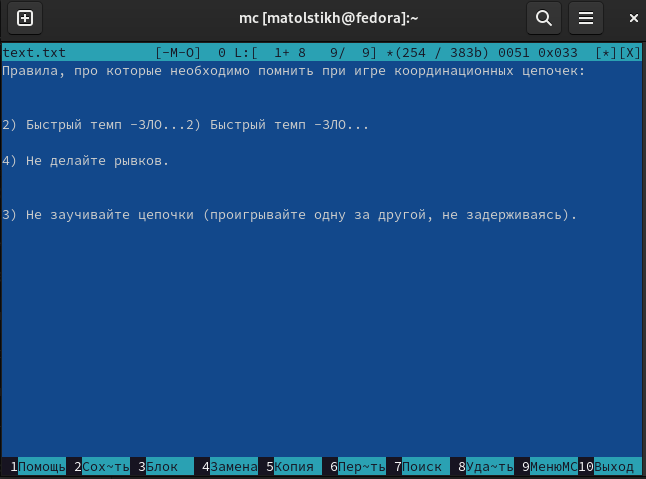 mc [matolstikh@fedora]:~
text.txt [-M-O] 0 L:[ 1+ 8 9/ 9] *(254 / 383b) 0051 0x033 [*][X]
Правила, про которые необходимо помнить при игре координационных цепочек:
2) Быстрый темп -ЗЛО...2) Быстрый темп -ЗЛО...
4) Не делайте рывков.
3) Не заучивайте цепочки (проигрывайте одну за другой, не задерживаясь).
1Помощь 2Сох~ть 3Блок 4Замена 5Копия 6Пер~ть 7Поиск 8Уда~ть 9МенюMC 10Выход